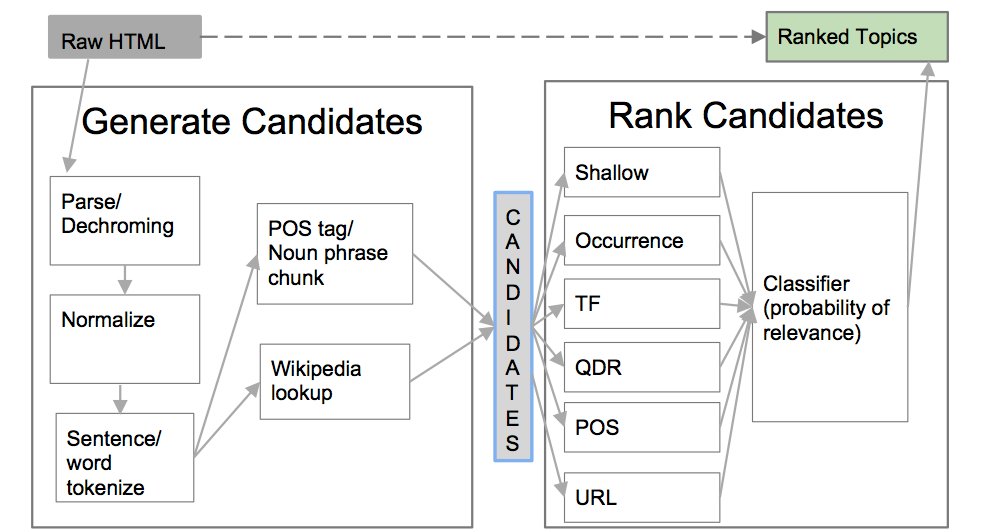 Raw HTML
Ranked Topics
Generate Candidates
Parse/
Dechroming
Normalize
Sentence/
word
tokenize
POS tag/
Noun phrase
chunk
Wikipedia
lookup
CANDIDATES
Rank Candidates
Shallow
Occurrence
TF
QDR
POS
URL
Classifier
(probability of
relevance)